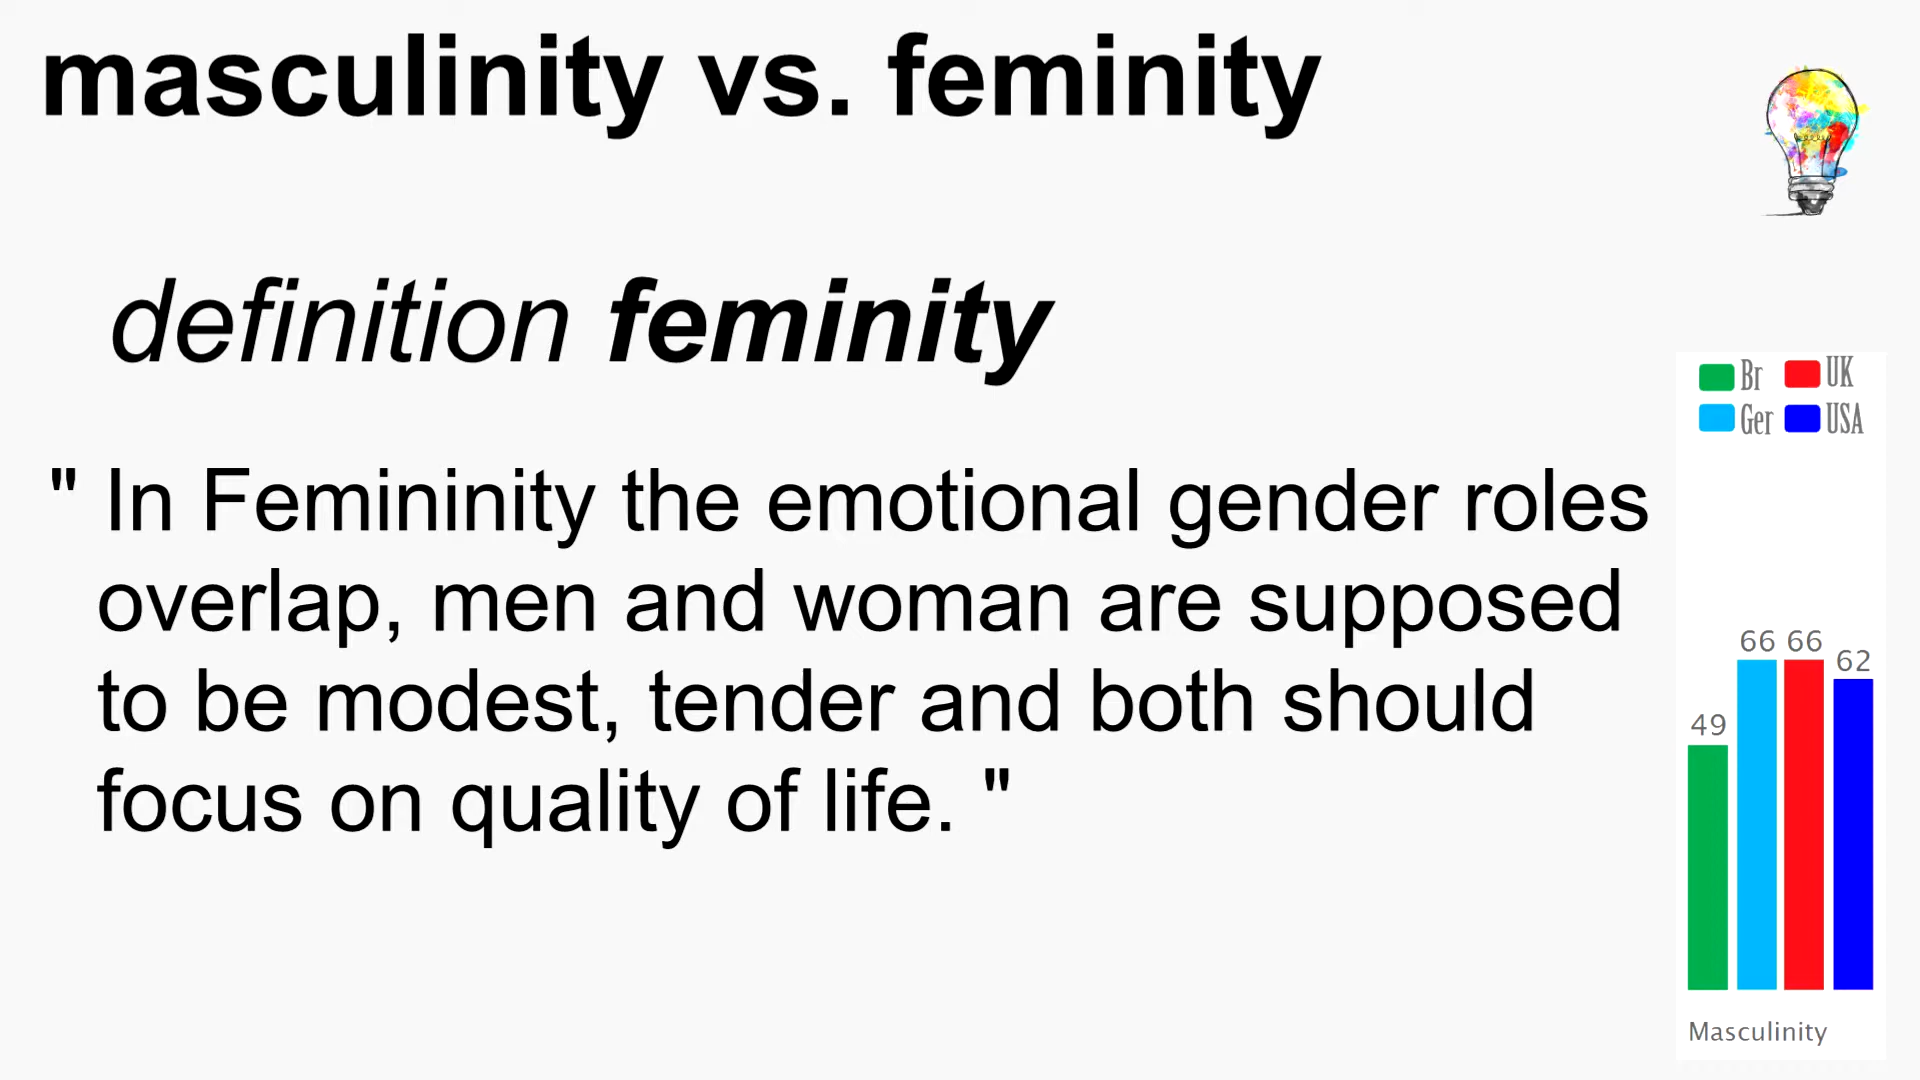 masculinity vs. feminity
definition feminity
" In Femininity the emotional gender roles
overlap, men and woman are supposed
to be modest, tender and both should
focus on quality of life. "
Br UK
Ger USA
66 66
62
49
Masculinity